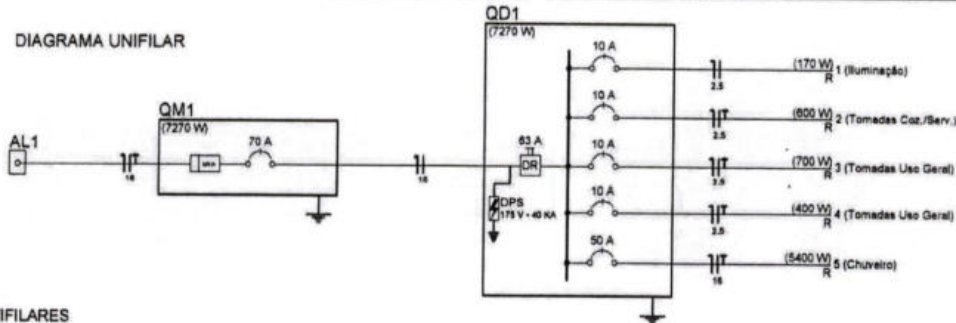 DIAGRAMA UNIFILAR
AL1
16
QM1
(7270 W)
70 A
16
QD1
(7270 W)
63 A
DR
DPS
175 V - 40 KA
10 A
2.5
(170 W)
R
1 (Iluminação)
10 A
2.5
(600 W)
R
2 (Tomadas Coz./Serv.)
10 A
2.5
(700 W)
R
3 (Tomadas Uso Geral)
10 A
2.5
(400 W)
R
4 (Tomadas Uso Geral)
50 A
16
(5400 W)
R
5 (Chuveiro)
IFILARES